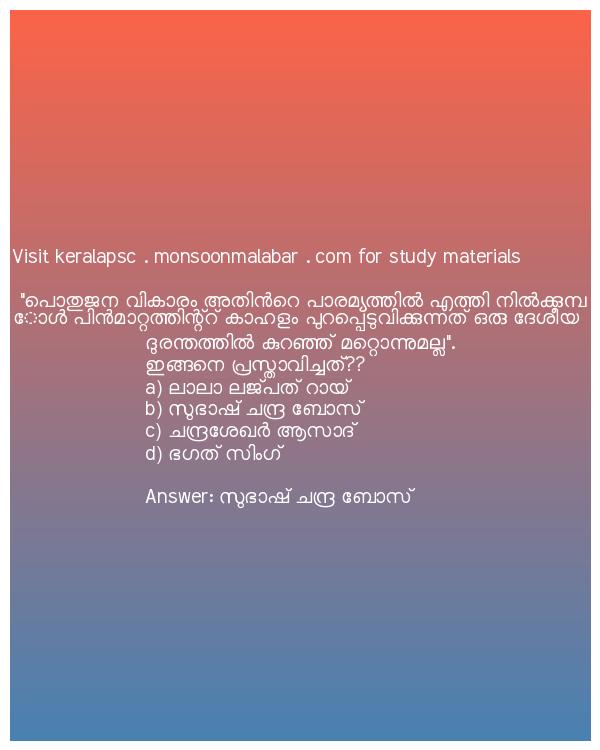 Visit keralapsc . monsoonmalabar . com for study materials
"പൊതുജന വികാരം അതിൻറെ പാരമ്യത്തിൽ എത്തി നിൽക്കുമ്പ
ോൾ പിൻമാറ്റത്തിന്റ് കാഹളം പുറപ്പെടുവിക്കുന്നത് ഒരു ദേശീയ
ദുരന്തത്തിൽ കുറഞ്ഞ് മറ്റൊന്നുമല്ല".
ഇങ്ങനെ പ്രസ്താവിച്ചത്??
a) ലാലാ ലജ്പത് റായ്
b) സുഭാഷ് ചന്ദ്ര ബോസ്
c) ചന്ദ്രശേഖർ ആസാദ്
d) ഭഗത് സിംഗ്
Answer: സുഭാഷ് ചന്ദ്ര ബോസ്